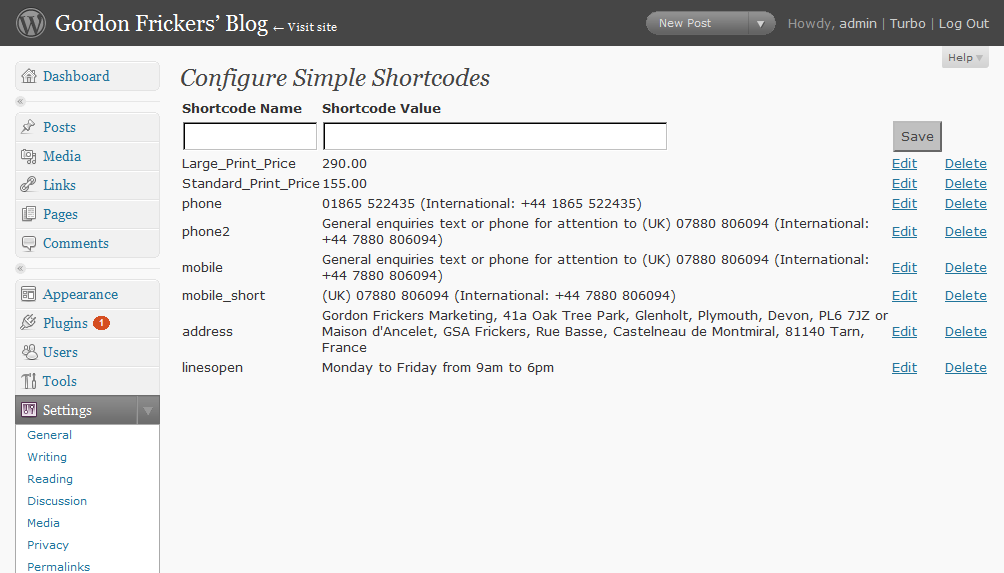 Gordon Frickers' Blog ← Visit site
New Post
Howdy, admin | Turbo | Log Out
Help
Dashboard
Posts
Media
Links
Pages
Comments
Appearance
Plugins 1
Users
Tools
Settings
General
Writing
Reading
Discussion
Media
Privacy
Permalinks
Configure Simple Shortcodes
Shortcode Name Shortcode Value
Save
Large_Print_Price 290.00 Edit Delete
Standard_Print_Price 155.00 Edit Delete
phone 01865 522435 (International: +44 1865 522435) Edit Delete
phone2 General enquiries text or phone for attention to (UK) 07880 806094 (International:
+44 7880 806094) Edit Delete
mobile General enquiries text or phone for attention to (UK) 07880 806094 (International:
+44 7880 806094) Edit Delete
mobile_short (UK) 07880 806094 (International: +44 7880 806094) Edit Delete
Gordon Frickers Marketing, 41a Oak Tree Park, Glenholt, Plymouth, Devon, PL6 7JZ or
address Maison d'Ancelet, GSA Frickers, Rue Basse, Castelneau de Montmiral, 81140 Tarn, Edit Delete
France
linesopen Monday to Friday from 9am to 6pm Edit Delete